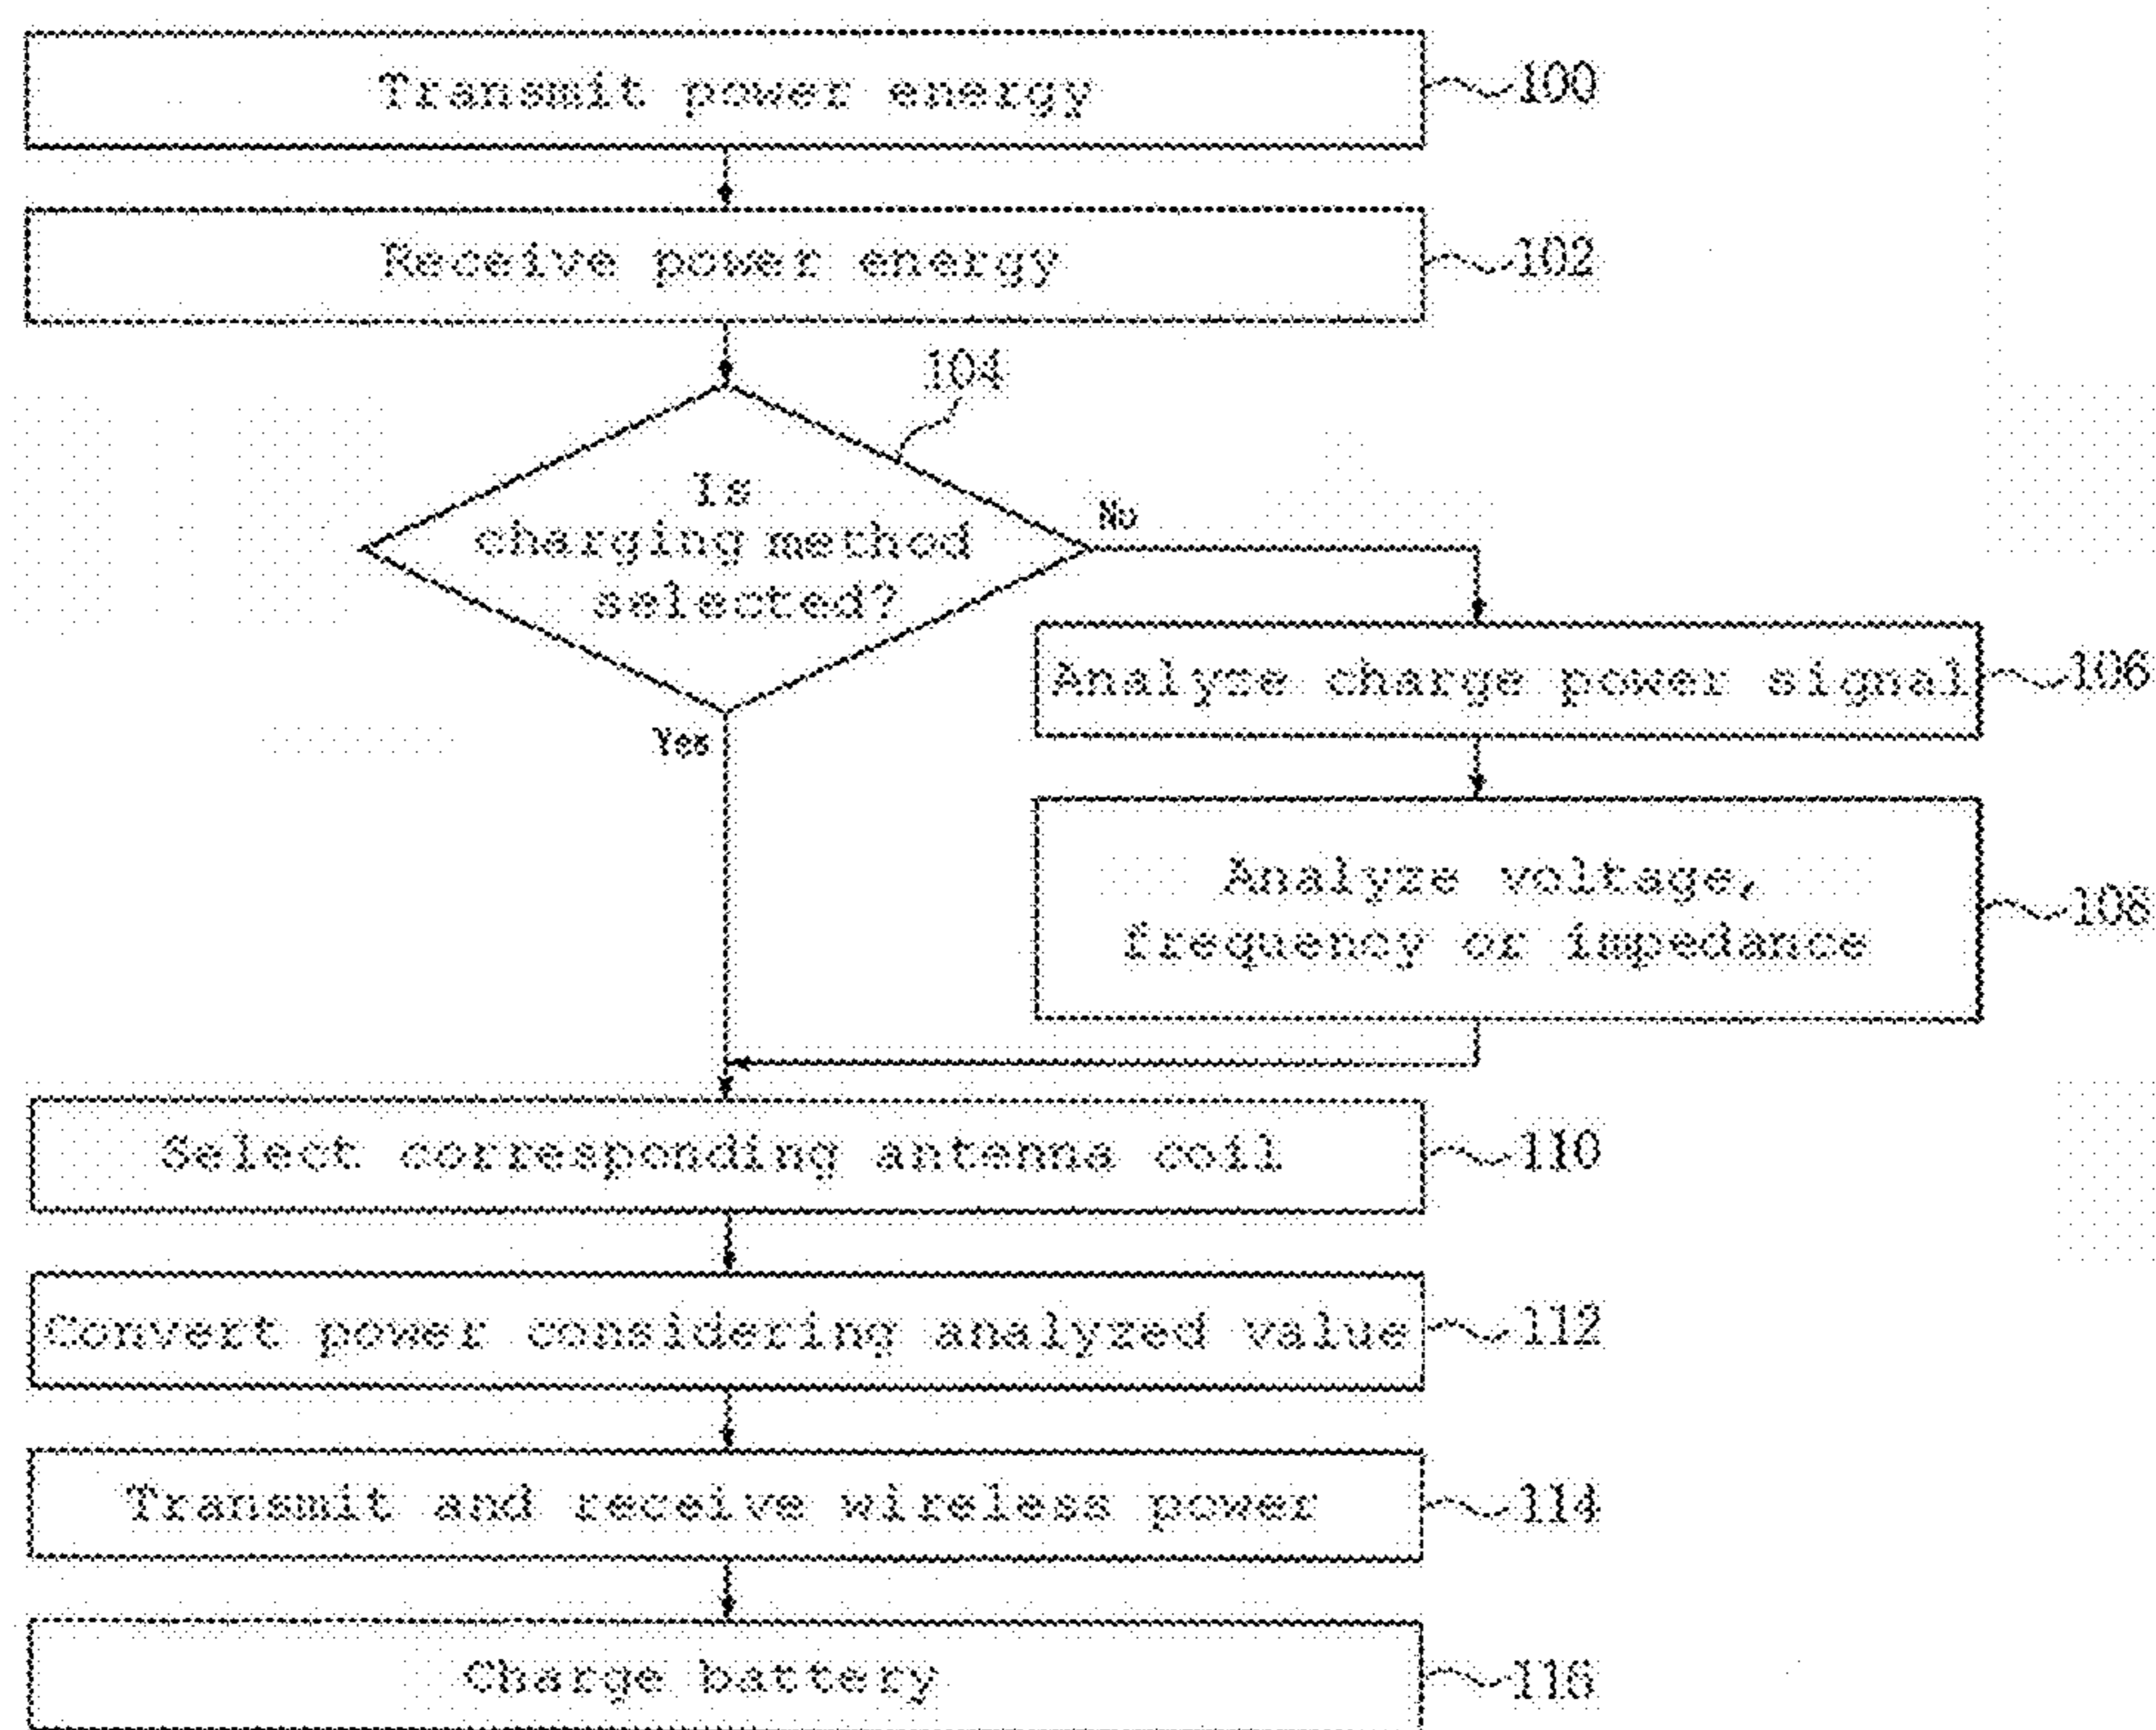 Transmit power energy
100
Receive power energy
102
104
Is
charging method
selected?
No
Yes
Analyze charge power signal
106
Analyze voltage,
frequency or impedance
108
Select corresponding antenna coil
110
Convert power considering analyzed value
112
Transmit and receive wireless power
114
Charge battery
116